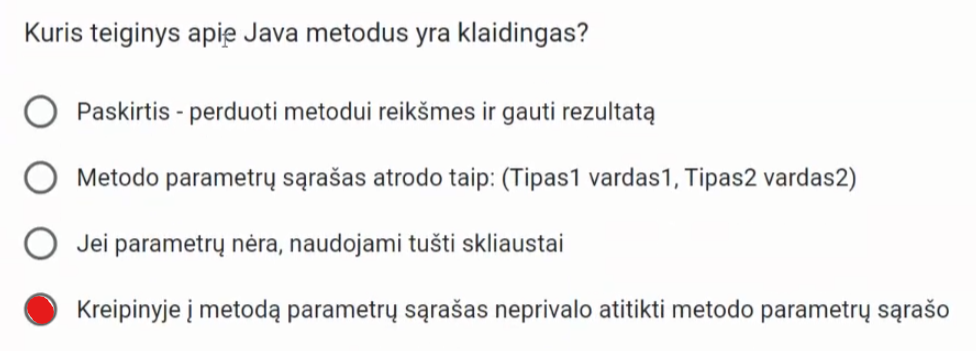 Kuris teiginys apie Java metodus yra klaidingas?
Paskirtis - perduoti metodui reikšmes ir gauti rezultatą
Metodo parametrų sąrašas atrodo taip: (Tipas1 vardas1, Tipas2 vardas2)
Jei parametrų nėra, naudojami tušti skliaustai
Kreipinyje į metodą parametrų sąrašas neprivalo atitikti metodo parametrų sąrašo